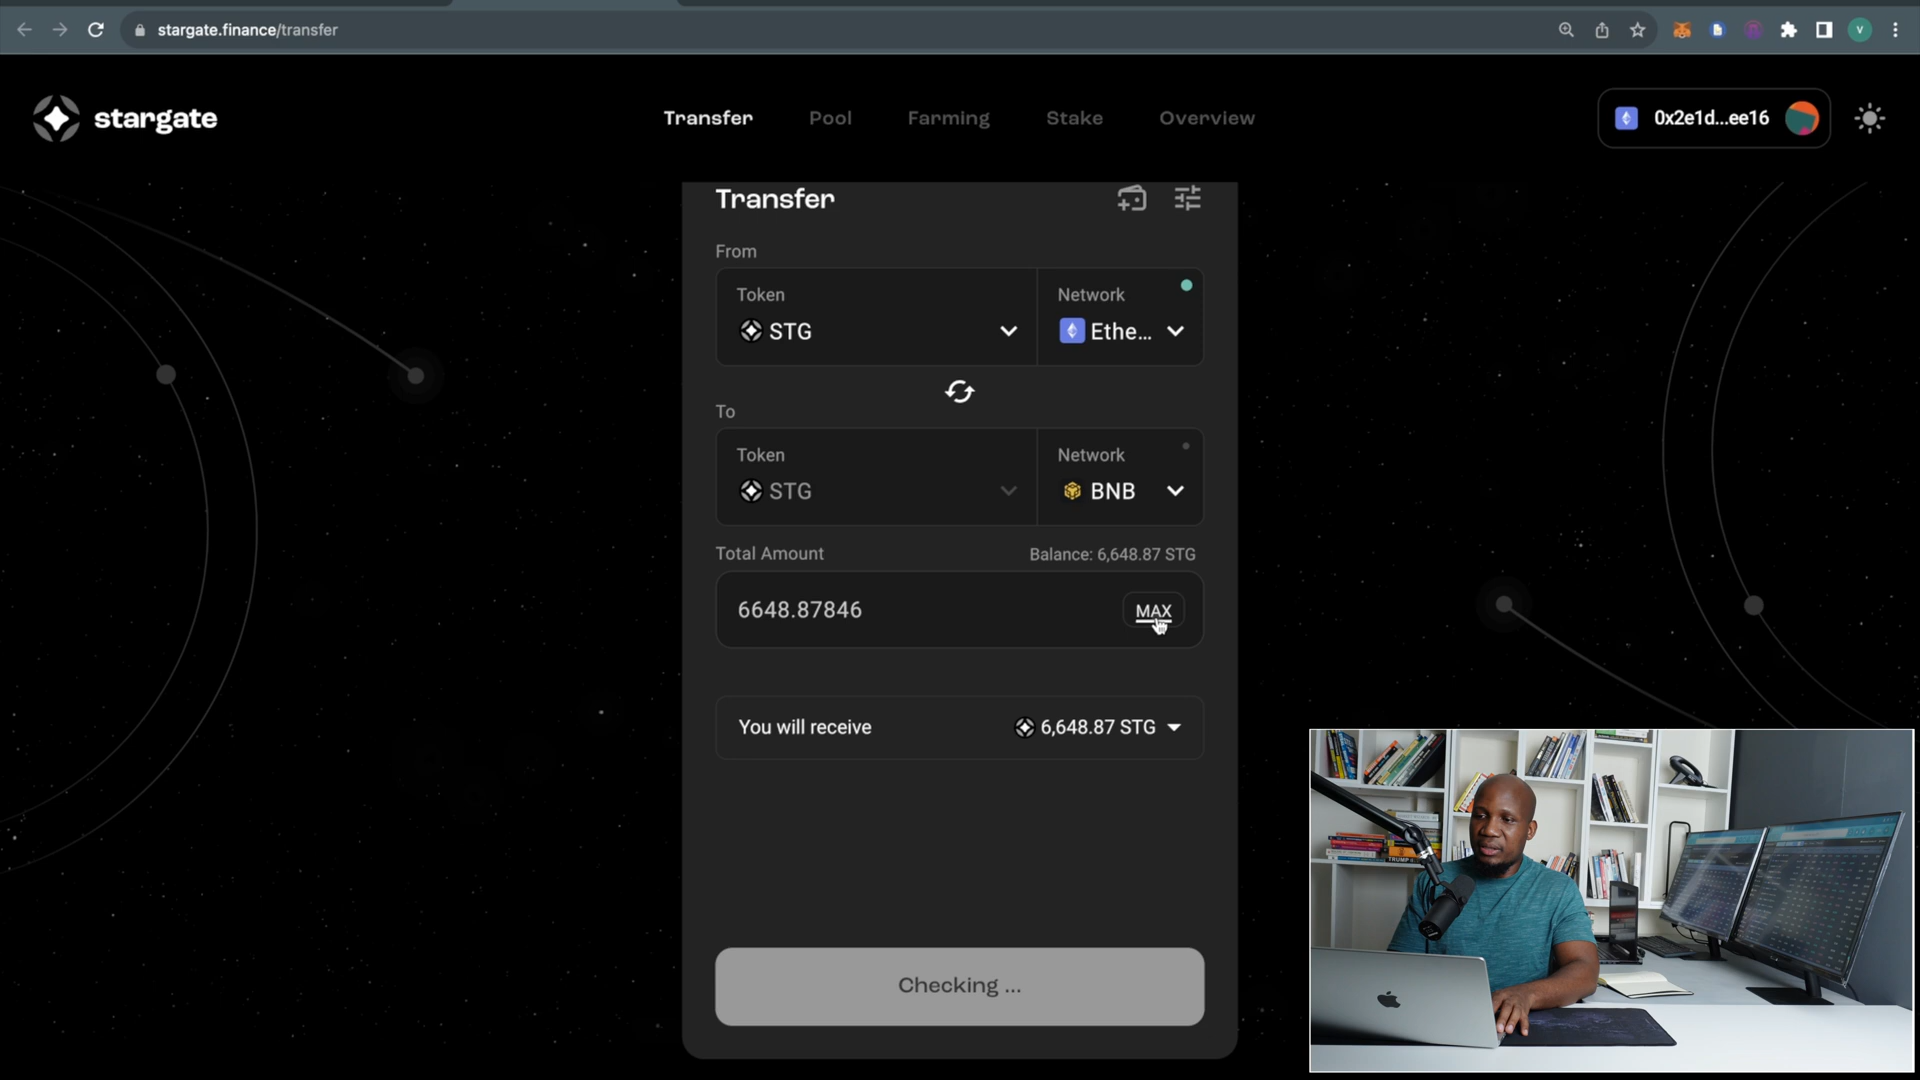 stargate.finance/transfer
V
stargate
Transfer
Pool
Farming
Stake
Overview
0x2e1d...ee16
Transfer
From
Token
Network
STG
Ethe...
To
Token
Network
STG
BNB
Total Amount
Balance: 6,648.87 STG
6648.87846
MAX
You will receive
6,648.87 STG
Checking ...
TRUMP